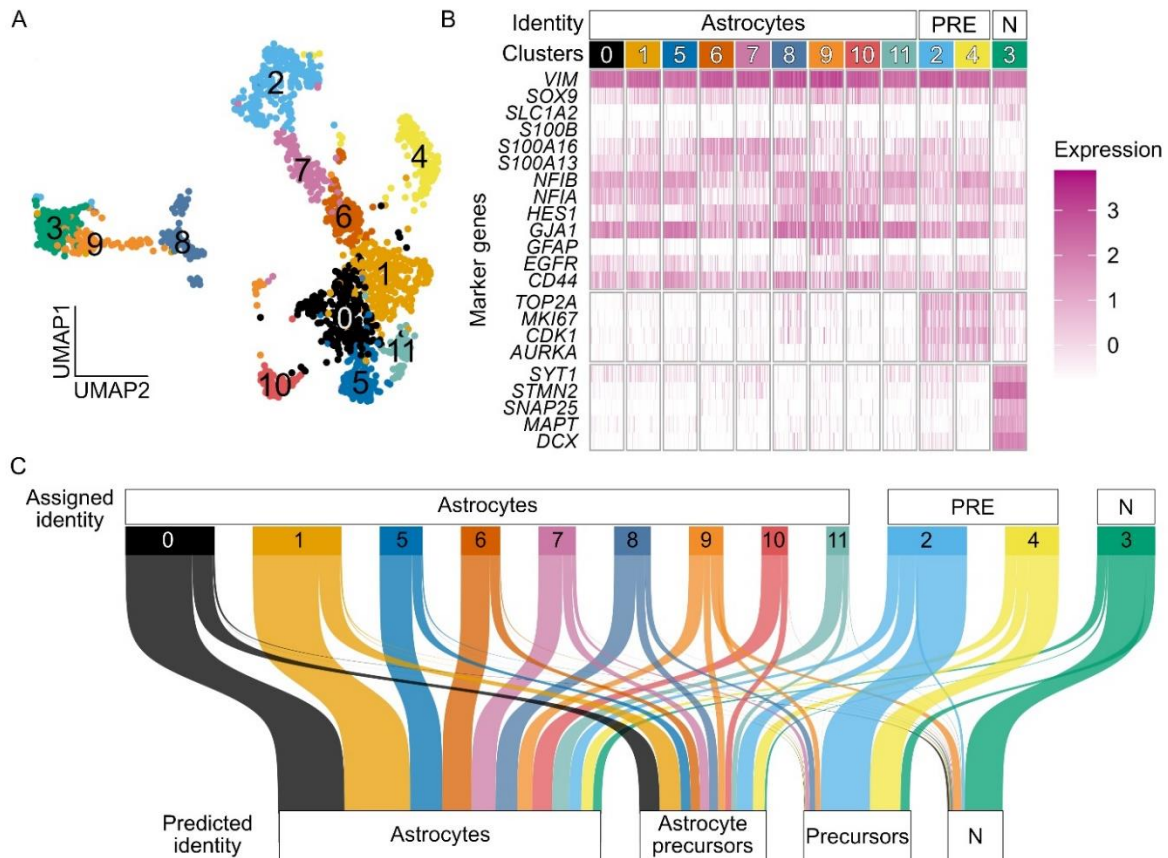 A
2
7
4
6
3
9
8
1
0
11
10
5
UMAP1
UMAP2
B
Identity Astrocytes PRE N
Clusters 0 1 5 6 7 8 9 10 11 2 4 3
Marker genes
VIM
SOX9
SLC1A2
S100B
S100A16
S100A13
NFIB
NFIA
HES1
GJA1
GFAP
EGFR
CD44
TOP2A
MKI67
CDK1
AURKA
SYT1
STMN2
SNAP25
MAPT
DCX
Expression
3
2
1
0
C
Assigned identity
Astrocytes PRE N
0 1 5 6 7 8 9 10 11 2 4 3
Predicted identity
Astrocytes
Astrocyte
precursors
Precursors
N